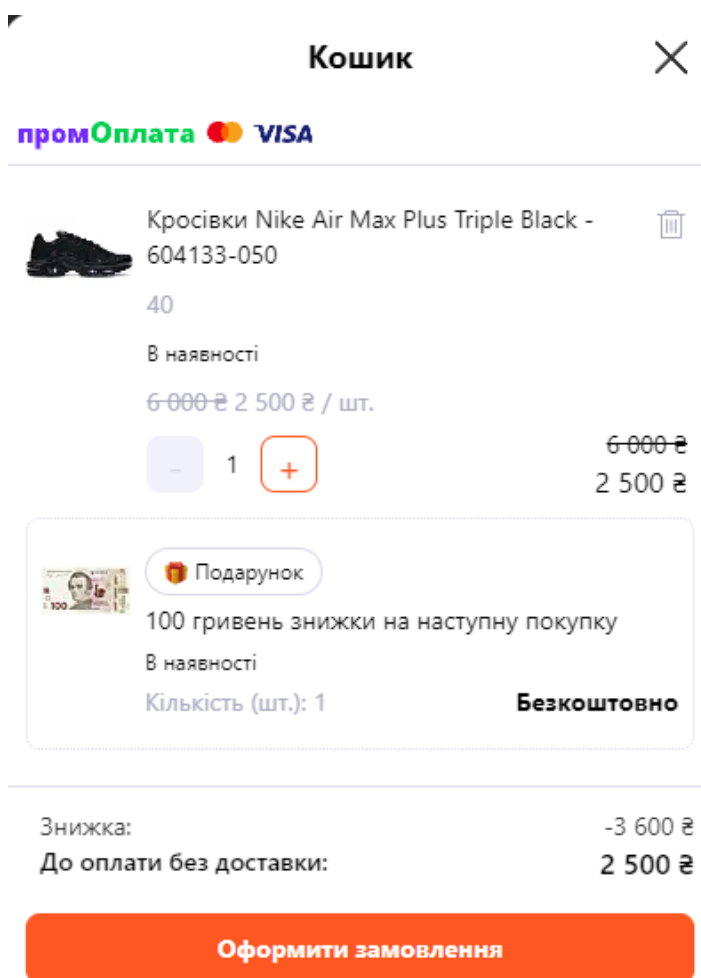 Кошик
промОплата VISA
Кросівки Nike Air Max Plus Triple Black -
604133-050
40
В наявності
6 000 ₴ 2 500 ₴ / шт.
6 000 ₴
- 1 +
2 500 ₴
🎁 Подарунок
100
100 гривень знижки на наступну покупку
В наявності
Кількість (шт.): 1 Безкоштовно
Знижка: -3 600 ₴
До оплати без доставки: 2 500 ₴
Оформити замовлення